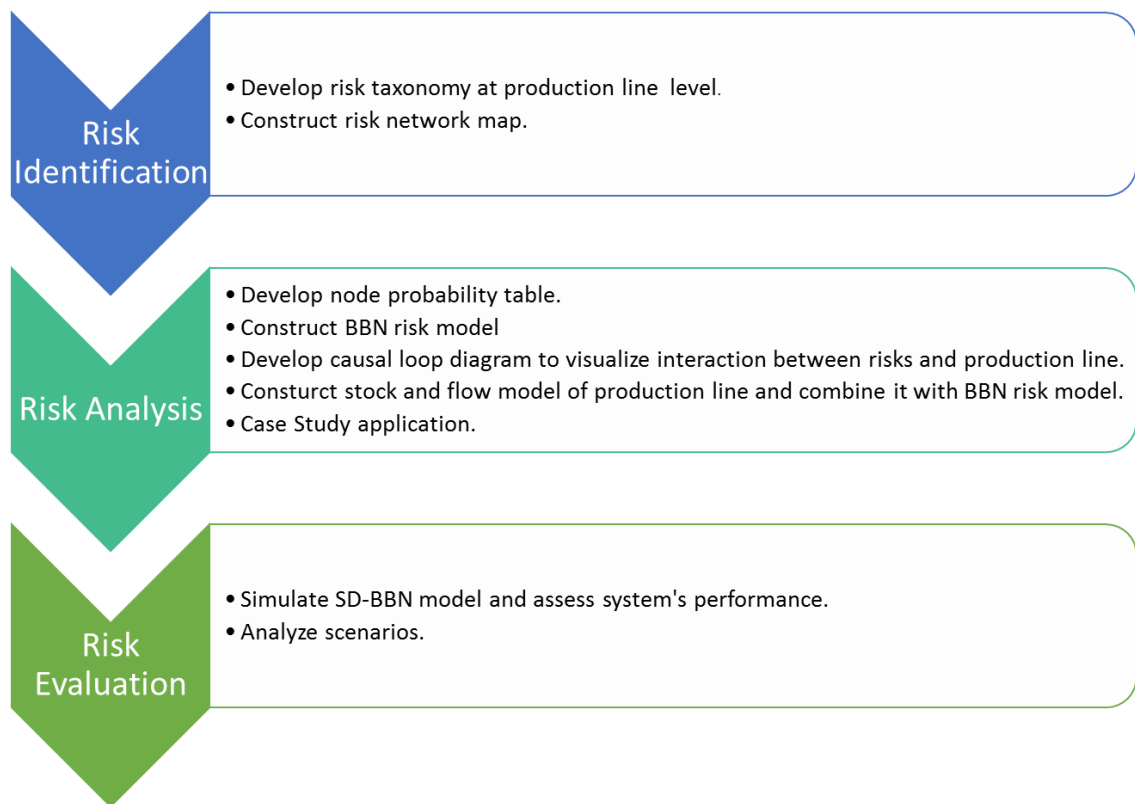 Risk
Identification
• Develop risk taxonomy at production line level.
• Construct risk network map.
Risk Analysis
• Develop node probability table.
• Construct BBN risk model
• Develop causal loop diagram to visualize interaction between risks and production line.
• Consturct stock and flow model of production line and combine it with BBN risk model.
• Case Study application.
Risk
Evaluation
• Simulate SD-BBN model and assess system's performance.
• Analyze scenarios.